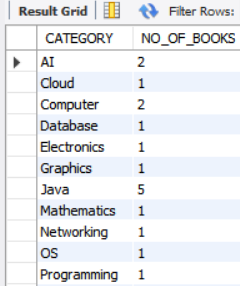 Result Grid Filter Rows:
CATEGORY NO_OF_BOOKS
AI 2
Cloud 1
Computer 2
Database 1
Electronics 1
Graphics 1
Java 5
Mathematics 1
Networking 1
OS 1
Programming 1